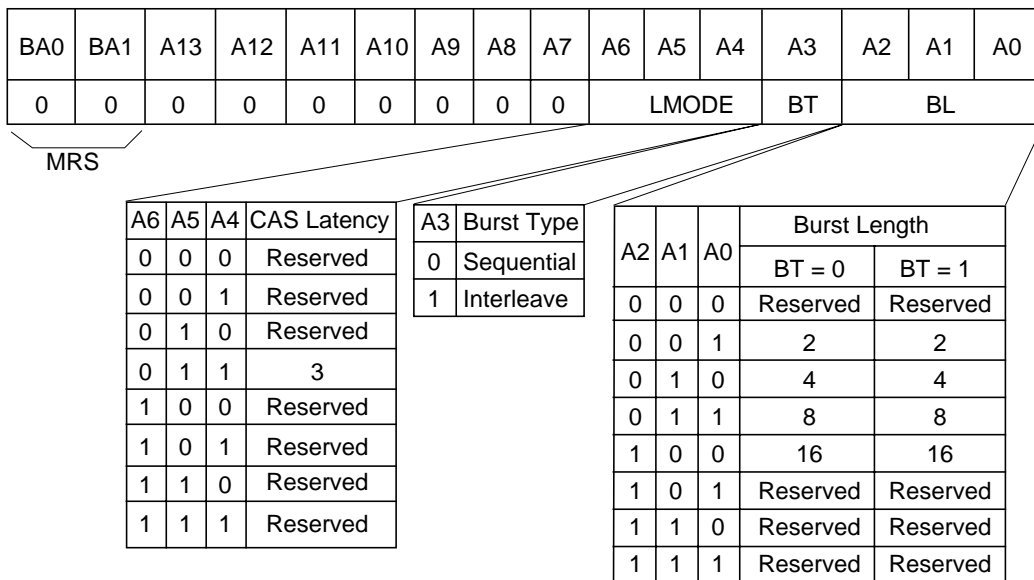 BA0 BA1 A13 A12 A11 A10 A9 A8 A7 A6 A5 A4 A3 A2 A1 A0
0 0 0 0 0 0 0 0 0 LMODE BT BL
MRS
A6 A5 A4 CAS Latency
0 0 0 Reserved
0 0 1 Reserved
0 1 0 Reserved
0 1 1 3
1 0 0 Reserved
1 0 1 Reserved
1 1 0 Reserved
1 1 1 Reserved
A3 Burst Type
0 Sequential
1 Interleave
A2 A1 A0 Burst Length
BT = 0 BT = 1
0 0 0 Reserved Reserved
0 0 1 2 2
0 1 0 4 4
0 1 1 8 8
1 0 0 16 16
1 0 1 Reserved Reserved
1 1 0 Reserved Reserved
1 1 1 Reserved Reserved